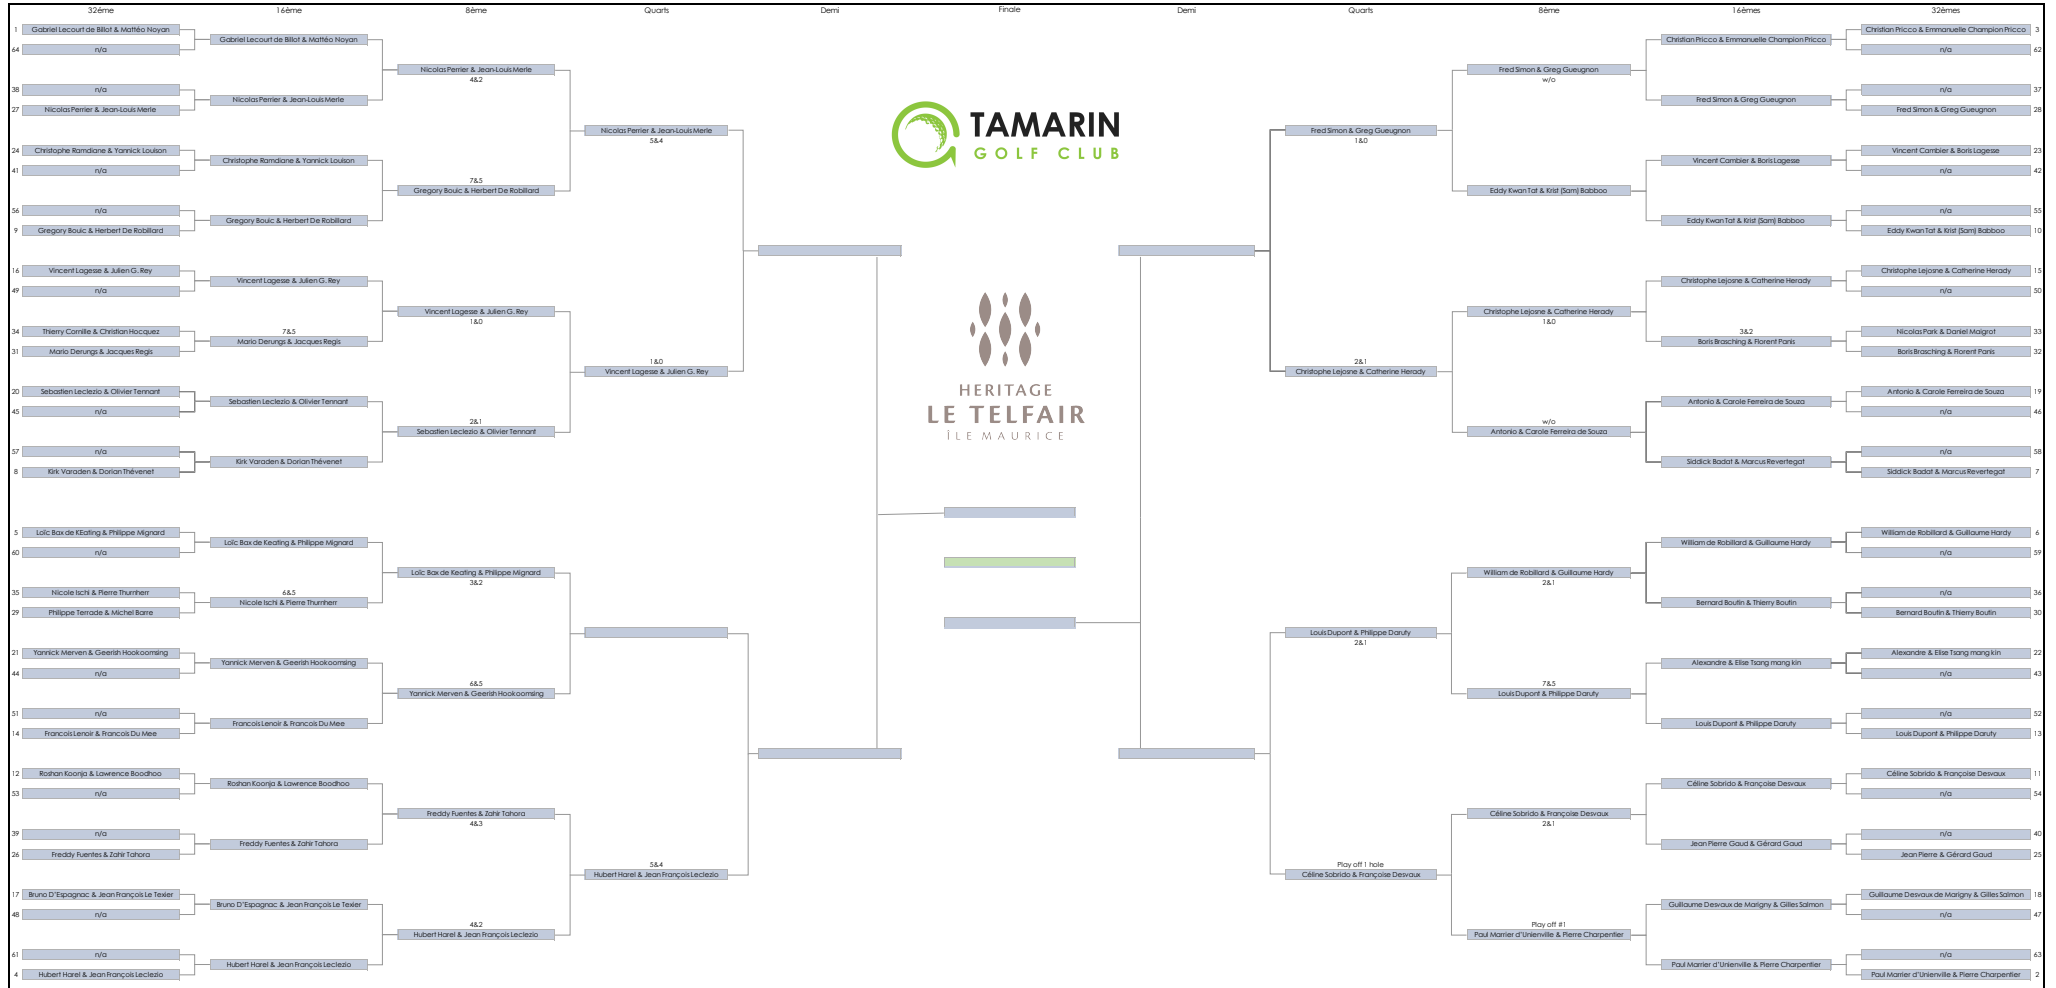 32éme 16ème 8ème Quarts Demi Finale Demi Quarts 8ème 16èmes 32èmes
1 Gabriel Lecourt de Billot & Mattéo Noyan
64 n/a
38 n/a
27 Nicolas Perrier & Jean-Louis Merle
24 Christophe Ramdiane & Yannick Louison
41 n/a
56 n/a
9 Gregory Bouic & Herbert De Robillard
16 Vincent Lagesse & Julien G. Rey
49 n/a
34 Thierry Cornille & Christian Hocquez
31 Mario Derungs & Jacques Regis
20 Sebastien Leclezio & Olivier Tennant
45 n/a
57 n/a
8 Kirk Varaden & Dorian Thévenet
5 Loïc Bax de KEating & Philippe Mignard
60 n/a
35 Nicole Ischi & Pierre Thurnherr
29 Philippe Terrade & Michel Barre
21 Yannick Merven & Geerish Hookoomsing
44 n/a
51 n/a
14 Francois Lenoir & Francois Du Mee
12 Roshan Koonja & Lawrence Boodhoo
53 n/a
39 n/a
26 Freddy Fuentes & Zahir Tahora
17 Bruno D'Espagnac & Jean François Le Texier
48 n/a
61 n/a
4 Hubert Harel & Jean François Leclezio
Gabriel Lecourt de Billot & Mattéo Noyan
Nicolas Perrier & Jean-Louis Merle
Christophe Ramdiane & Yannick Louison
Gregory Bouic & Herbert De Robillard
Vincent Lagesse & Julien G. Rey
7&5
Mario Derungs & Jacques Regis
Sebastien Leclezio & Olivier Tennant
Kirk Varaden & Dorian Thévenet
Loïc Bax de Keating & Philippe Mignard
6&5
Nicole Ischi & Pierre Thurnherr
Yannick Merven & Geerish Hookoomsing
Francois Lenoir & Francois Du Mee
Roshan Koonja & Lawrence Boodhoo
Freddy Fuentes & Zahir Tahora
Bruno D'Espagnac & Jean François Le Texier
Hubert Harel & Jean François Leclezio
Nicolas Perrier & Jean-Louis Merle
4&2
7&5
Gregory Bouic & Herbert De Robillard
Vincent Lagesse & Julien G. Rey
1&0
2&1
Sebastien Leclezio & Olivier Tennant
Loïc Bax de Keating & Philippe Mignard
3&2
6&5
Yannick Merven & Geerish Hookoomsing
Freddy Fuentes & Zahir Tahora
4&3
4&2
Hubert Harel & Jean François Leclezio
Nicolas Perrier & Jean-Louis Merle
5&4
1&0
Vincent Lagesse & Julien G. Rey
5&4
Hubert Harel & Jean François Leclezio
TAMARIN
GOLF CLUB
HERITAGE
LE TELFAIR
ÎLE MAURICE
Fred Simon & Greg Gueugnon
1&0
2&1
Christophe Lejosne & Catherine Herady
Louis Dupont & Philippe Daruty
2&1
Play off 1 hole
Céline Sobrido & Françoise Desvaux
Fred Simon & Greg Gueugnon
w/o
Eddy Kwan Tat & Krist (Sam) Babboo
Christophe Lejosne & Catherine Herady
1&0
w/o
Antonio & Carole Ferreira de Souza
William de Robillard & Guillaume Hardy
2&1
7&5
Louis Dupont & Philippe Daruty
Céline Sobrido & Françoise Desvaux
2&1
Play off #1
Paul Marrier d'Unienville & Pierre Charpentier
Christian Pricco & Emmanuelle Champion Pricco
Fred Simon & Greg Gueugnon
Vincent Cambier & Boris Lagesse
Eddy Kwan Tat & Krist (Sam) Babboo
Christophe Lejosne & Catherine Herady
3&2
Boris Brasching & Florent Panis
Antonio & Carole Ferreira de Souza
Siddick Badat & Marcus Revertegat
William de Robillard & Guillaume Hardy
Bernard Boutin & Thierry Boutin
Alexandre & Elise Tsang mang kin
Louis Dupont & Philippe Daruty
Céline Sobrido & Françoise Desvaux
Jean Pierre Gaud & Gérard Gaud
Guillaume Desvaux de Marigny & Gilles Salmon
Paul Marrier d'Unienville & Pierre Charpentier
Christian Pricco & Emmanuelle Champion Pricco 3
n/a 62
n/a 37
Fred Simon & Greg Gueugnon 28
Vincent Cambier & Boris Lagesse 23
n/a 42
n/a 55
Eddy Kwan Tat & Krist (Sam) Babboo 10
Christophe Lejosne & Catherine Herady 15
n/a 50
Nicolas Park & Daniel Maigrot 33
Boris Brasching & Florent Panis 32
Antonio & Carole Ferreira de Souza 19
n/a 46
n/a 58
Siddick Badat & Marcus Revertegat 7
William de Robillard & Guillaume Hardy 6
n/a 59
n/a 36
Bernard Boutin & Thierry Boutin 30
Alexandre & Elise Tsang mang kin 22
n/a 43
n/a 52
Louis Dupont & Philippe Daruty 13
Céline Sobrido & Françoise Desvaux 11
n/a 54
n/a 40
Jean Pierre & Gérard Gaud 25
Guillaume Desvaux de Marigny & Gilles Salmon 18
n/a 47
n/a 63
Paul Marrier d'Unienville & Pierre Charpentier 2